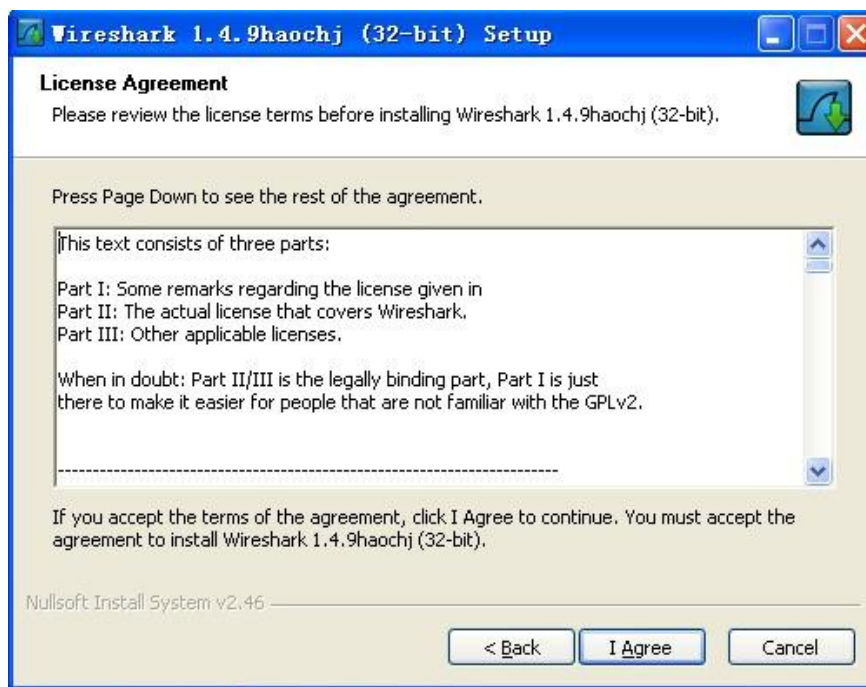 Wireshark 1.4.9haochj (32-bit) Setup
License Agreement
Please review the license terms before installing Wireshark 1.4.9haochj (32-bit).
Press Page Down to see the rest of the agreement.
This text consists of three parts:
Part I: Some remarks regarding the license given in
Part II: The actual license that covers Wireshark.
Part III: Other applicable licenses.
When in doubt: Part II/III is the legally binding part, Part I is just
there to make it easier for people that are not familiar with the GPLv2.
-----------------------------------------------------------------------
If you accept the terms of the agreement, click I Agree to continue. You must accept the
agreement to install Wireshark 1.4.9haochj (32-bit).
Nullsoft Install System v2.46
< Back
I Agree
Cancel